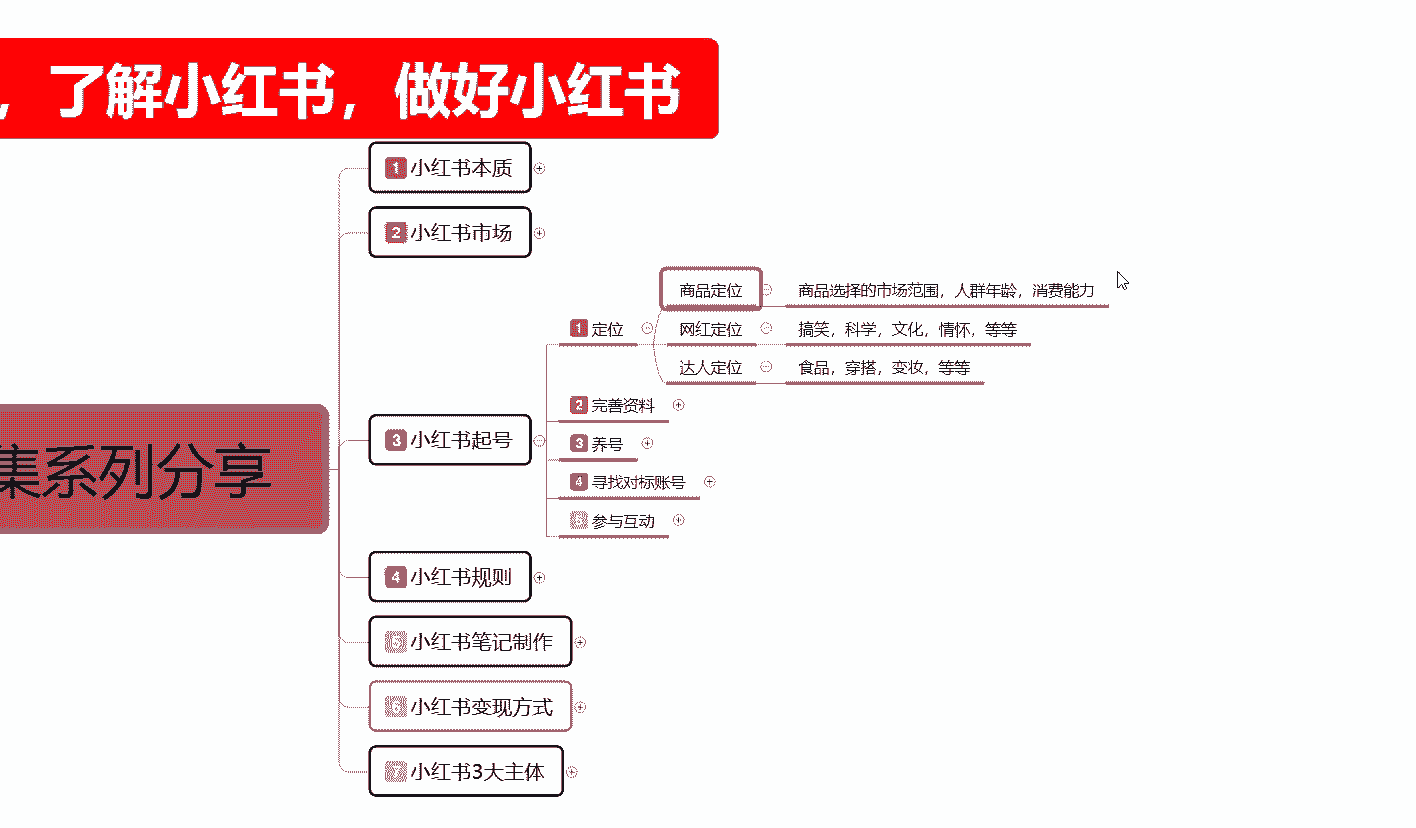 ，了解小红书，做好小红书
1 小红书本质
2 小红书市场
集系列分享
3 小红书起号
1 定位
商品定位
商品选择的市场范围，人群年龄，消费能力
网红定位
搞笑，科学，文化，情怀，等等
达人定位
食品，穿搭，变妆，等等
2 完善资料
3 养号
4 寻找对标账号
5 参与互动
4 小红书规则
5 小红书笔记制作
6 小红书变现方式
7 小红书3大主体